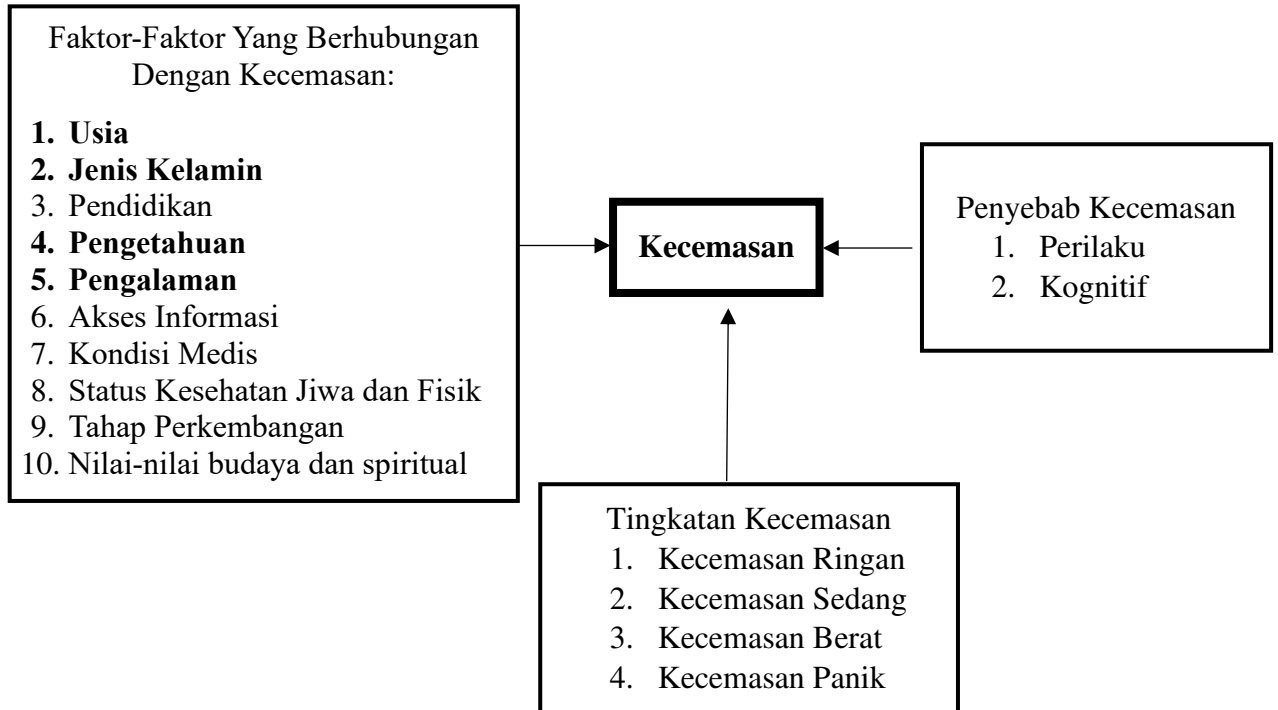 Faktor-Faktor Yang Berhubungan
Dengan Kecemasan:
1. Usia
2. Jenis Kelamin
3. Pendidikan
4. Pengetahuan
5. Pengalaman
6. Akses Informasi
7. Kondisi Medis
8. Status Kesehatan Jiwa dan Fisik
9. Tahap Perkembangan
10. Nilai-nilai budaya dan spiritual
Kecemasan
Penyebab Kecemasan
1. Perilaku
2. Kognitif
Tingkatan Kecemasan
1. Kecemasan Ringan
2. Kecemasan Sedang
3. Kecemasan Berat
4. Kecemasan Panik